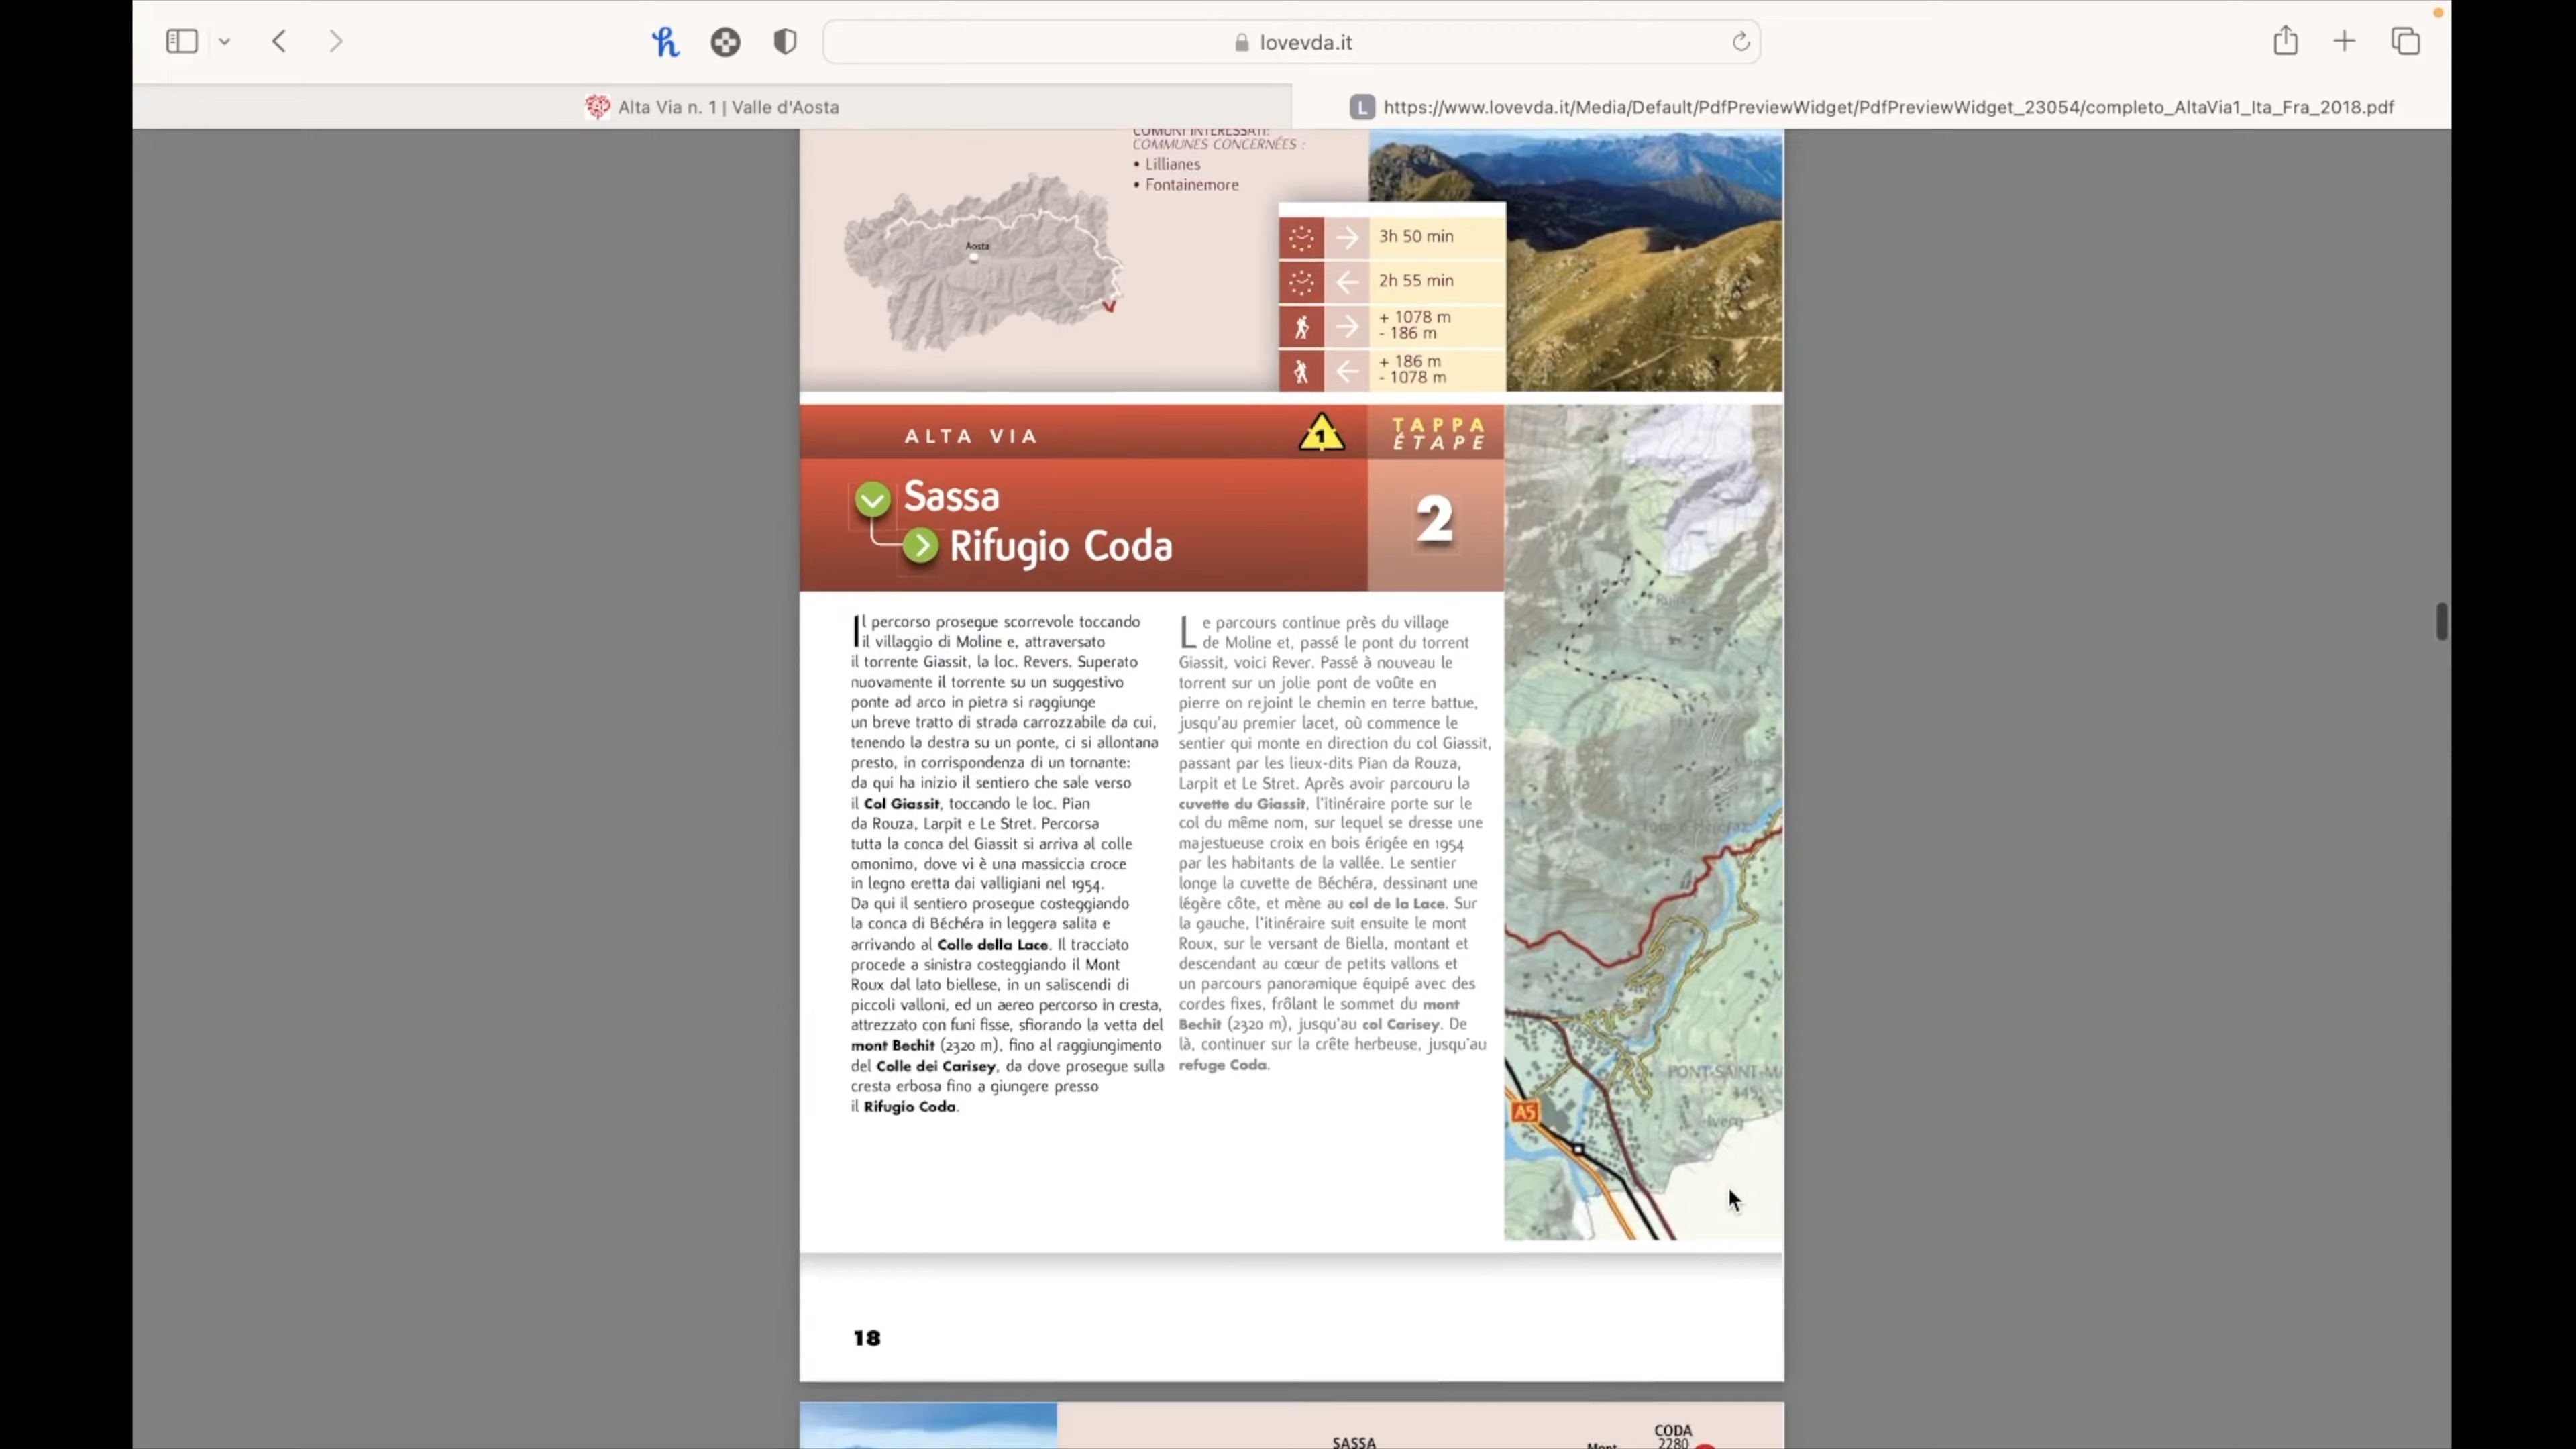 lovevda.it
Alta Via n. 1 | Valle d'Aosta
L
https://www.lovevda.it/Media/Default/PdfPreviewWidget/PdfPreviewWidget_23054/completo_AltaVia1_Ita_Fra_2018.pdf
COMUNI INTERESSATI:
COMMUNES CONCERNÉES :
• Lillianes
• Fontainemore
Aosta
3h 50 min
2h 55 min
+ 1078 m
- 186 m
+ 186 m
- 1078 m
ALTA VIA
1
TAPPA
ÉTAPE
Sassa
Rifugio Coda
2
Il percorso prosegue scorrevole toccando
il villaggio di Moline e, attraversato
il torrente Giassit, la loc. Revers. Superato
nuovamente il torrente su un suggestivo
ponte ad arco in pietra si raggiunge
un breve tratto di strada carrozzabile da cui,
tenendo la destra su un ponte, ci si allontana
presto, in corrispondenza di un tornante:
da qui ha inizio il sentiero che sale verso
il Col Giassit, toccando le loc. Pian
da Rouza, Larpit e Le Stret. Percorsa
tutta la conca del Giassit si arriva al colle
omonimo, dove vi è una massiccia croce
in legno eretta dai valligiani nel 1954.
Da qui il sentiero prosegue costeggiando
la conca di Béchéra in leggera salita e
arrivando al Colle della Lace. Il tracciato
procede a sinistra costeggiando il Mont
Roux dal lato biellese, in un saliscendi di
piccoli valloni, ed un aereo percorso in cresta,
attrezzato con funi fisse, sfiorando la vetta del
mont Bechit (2320 m), fino al raggiungimento
del Colle dei Carisey, da dove prosegue sulla
cresta erbosa fino a giungere presso
il Rifugio Coda.
Le parcours continue près du village
de Moline et, passé le pont du torrent
Giassit, voici Rever. Passé à nouveau le
torrent sur un jolie pont de voûte en
pierre on rejoint le chemin en terre battue,
jusqu'au premier lacet, où commence le
sentier qui monte en direction du col Giassit,
passant par les lieux-dits Pian da Rouza,
Larpit et Le Stret. Après avoir parcouru la
cuvette du Giassit, l'itinéraire porte sur le
col du même nom, sur lequel se dresse une
majestueuse croix en bois érigée en 1954
par les habitants de la vallée. Le sentier
longe la cuvette de Béchéra, dessinant une
légère côte, et mène au col de la Lace. Sur
la gauche, l'itinéraire suit ensuite le mont
Roux, sur le versant de Biella, montant et
descendant au cœur de petits vallons et
un parcours panoramique équipé avec des
cordes fixes, frôlant le sommet du mont
Bechit (2320 m), jusqu'au col Carisey. De
là, continuer sur la crête herbeuse, jusqu'au
refuge Coda.
PONT-SAINT-M
345
A5
18
SASSA
Mont
CODA
2280